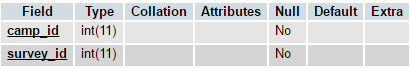 Field Type Collation Attributes Null Default Extra
camp_id int(11) No
survey_id int(11) No